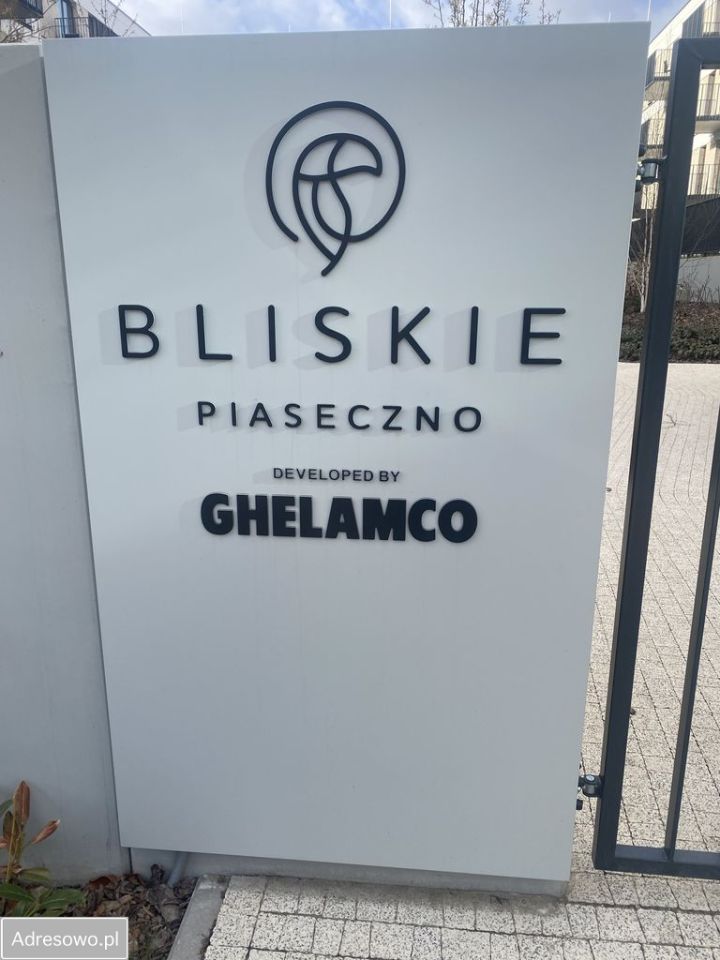 BLISKIE
PIASECZNO
DEVELOPED BY
GHELAMCO
Adresowo.pl